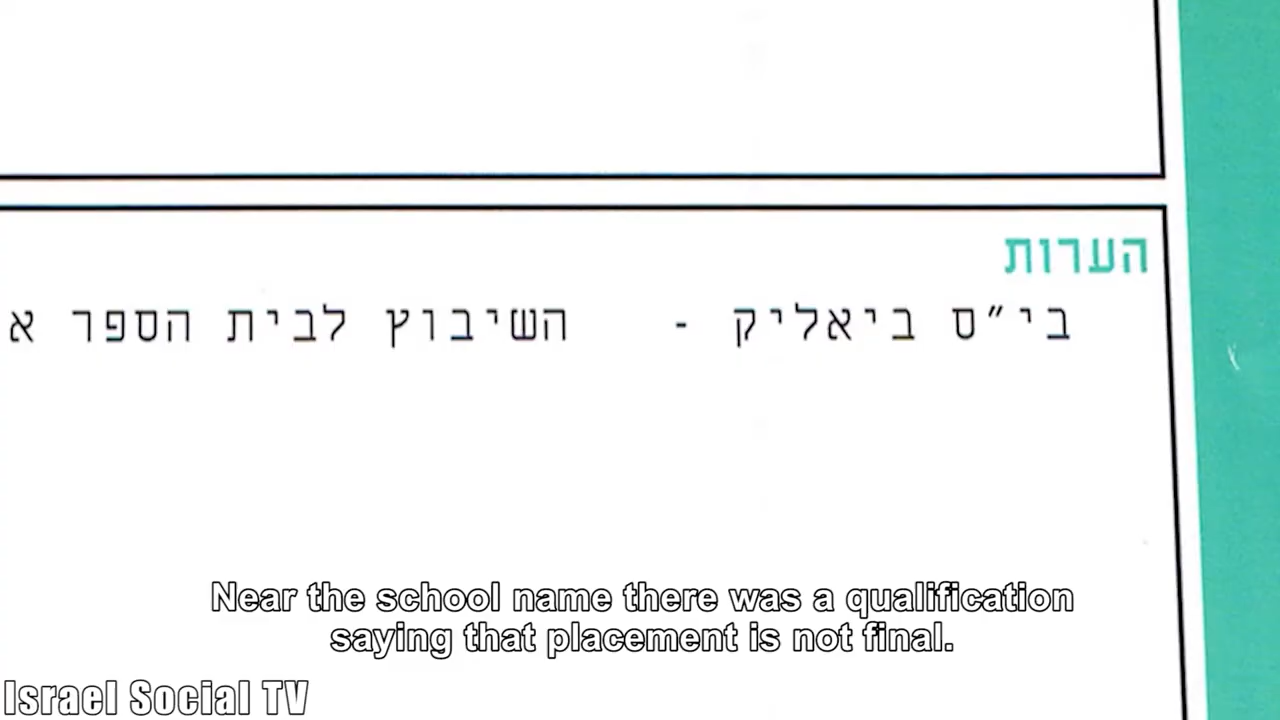 הערות
בי"ס ביאליק - השיבוץ לבית הספר א
Near the school name there was a qualification
saying that placement is not final.
Israel Social TV